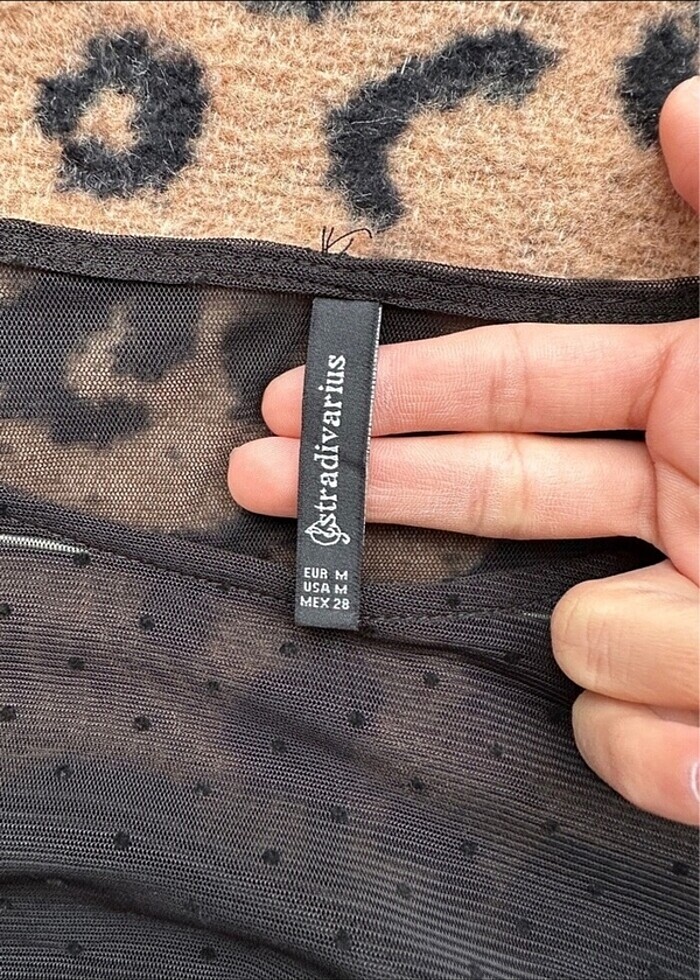 stradivarius
EUR M
USA M
MEX 28